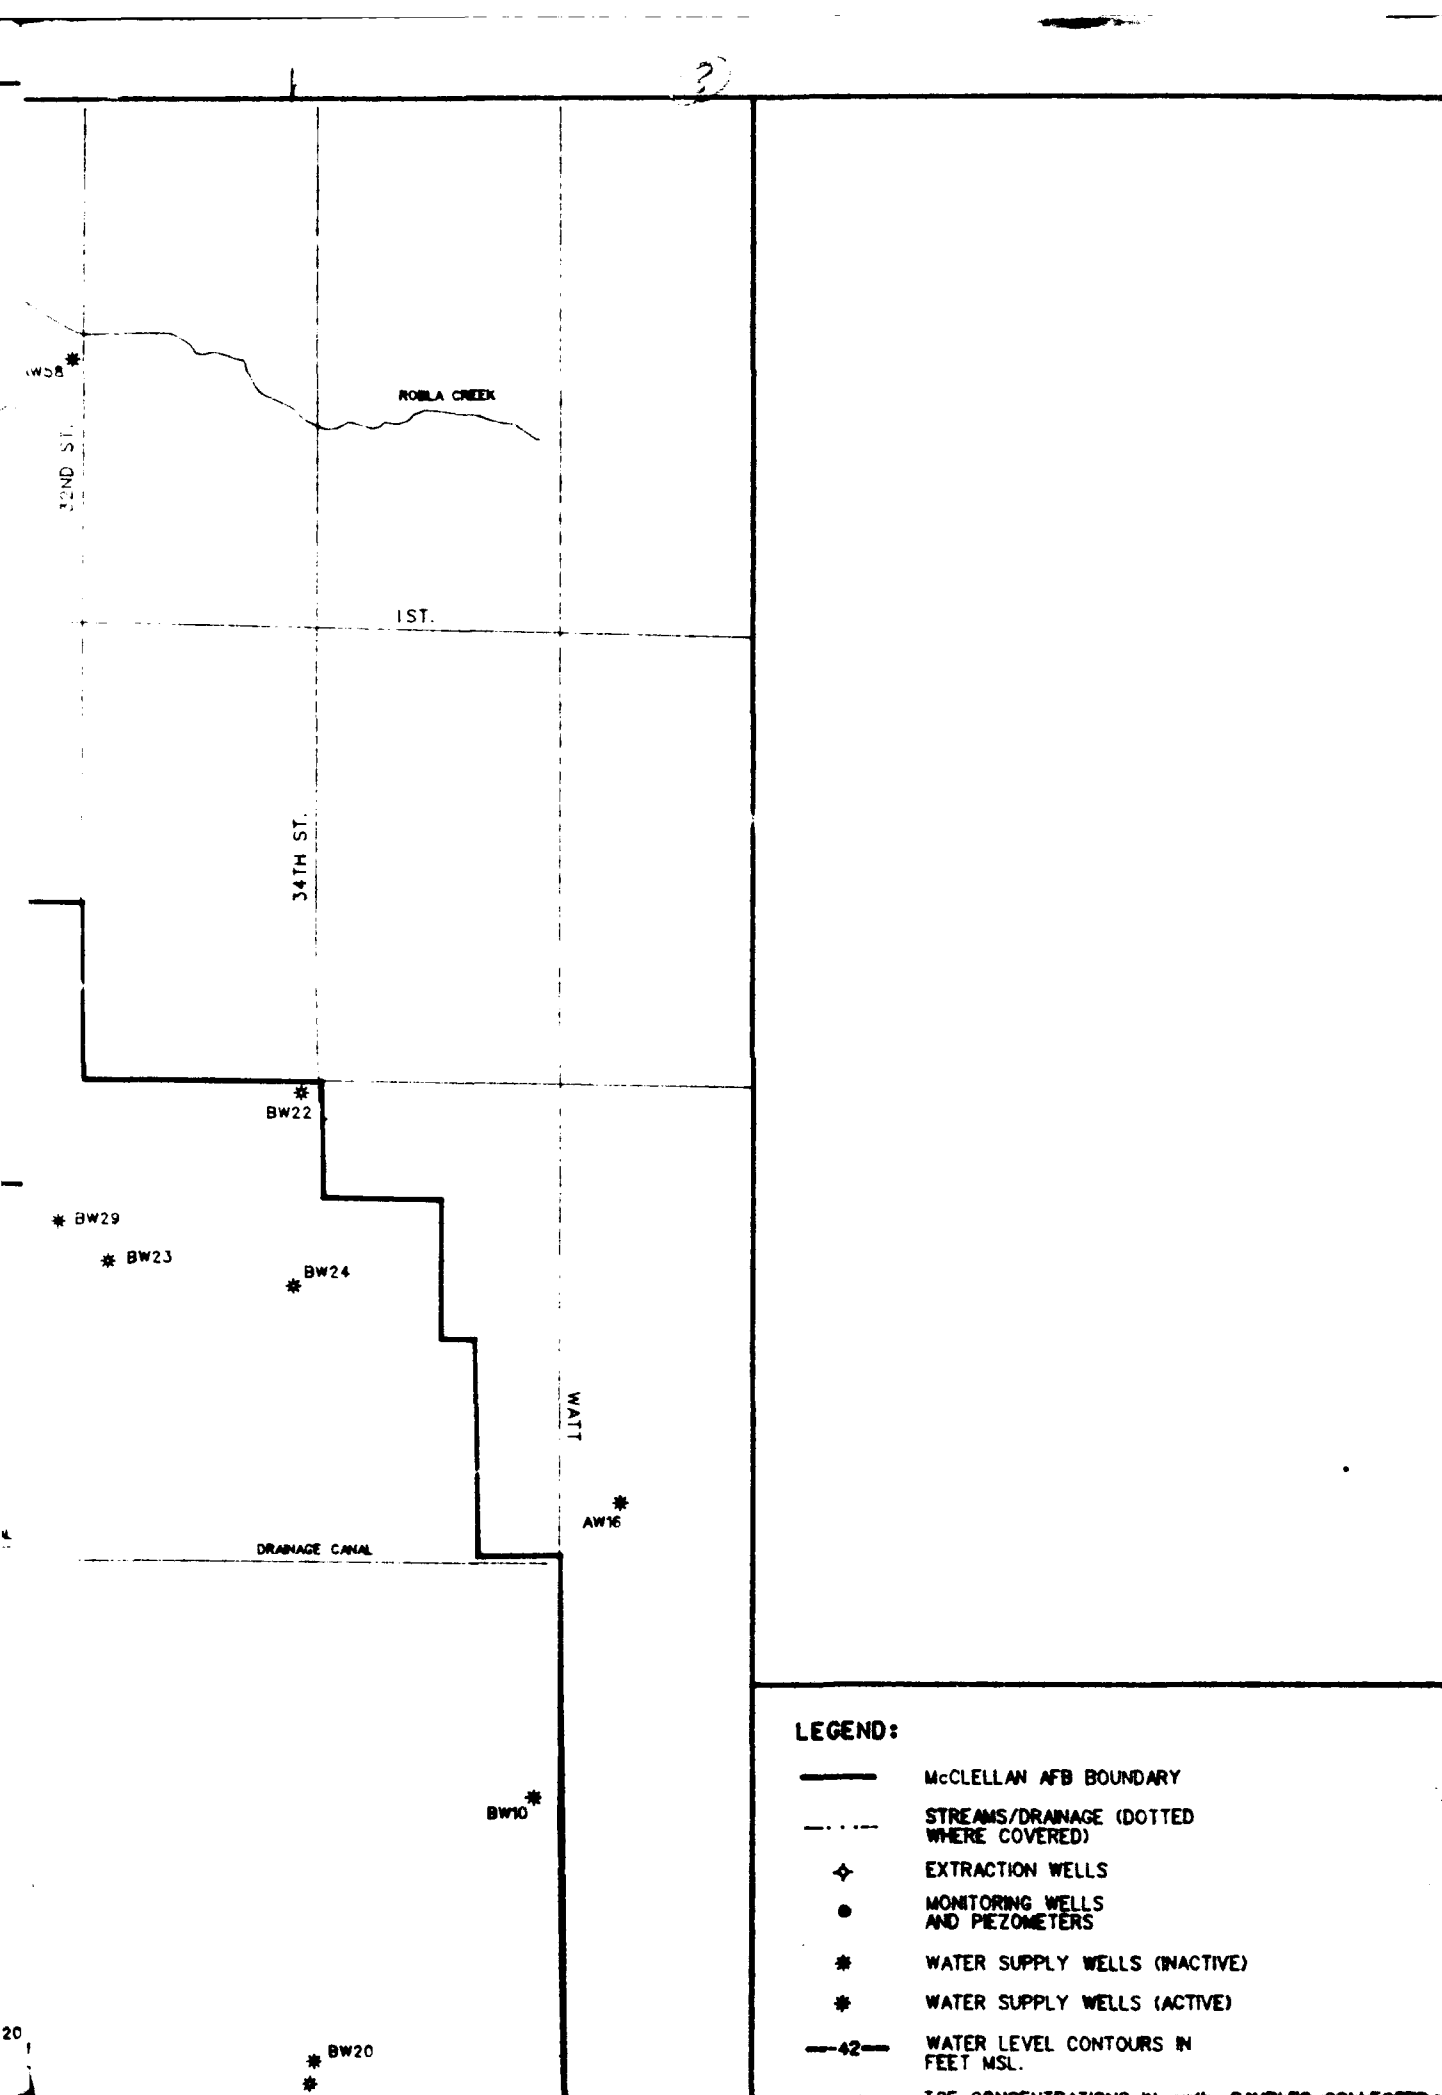 ?
ROBLA CREEK
32ND ST.
1ST.
34TH ST.
BW22
BW29
BW23
BW24
WATT
AW16
DRAINAGE CANAL
BW10
20
BW20
LEGEND:
McCLELLAN AFB BOUNDARY
STREAMS/DRAINAGE (DOTTED
WHERE COVERED)
EXTRACTION WELLS
MONITORING WELLS
AND PIEZOMETERS
WATER SUPPLY WELLS (INACTIVE)
WATER SUPPLY WELLS (ACTIVE)
42
WATER LEVEL CONTOURS IN
FEET MSL.